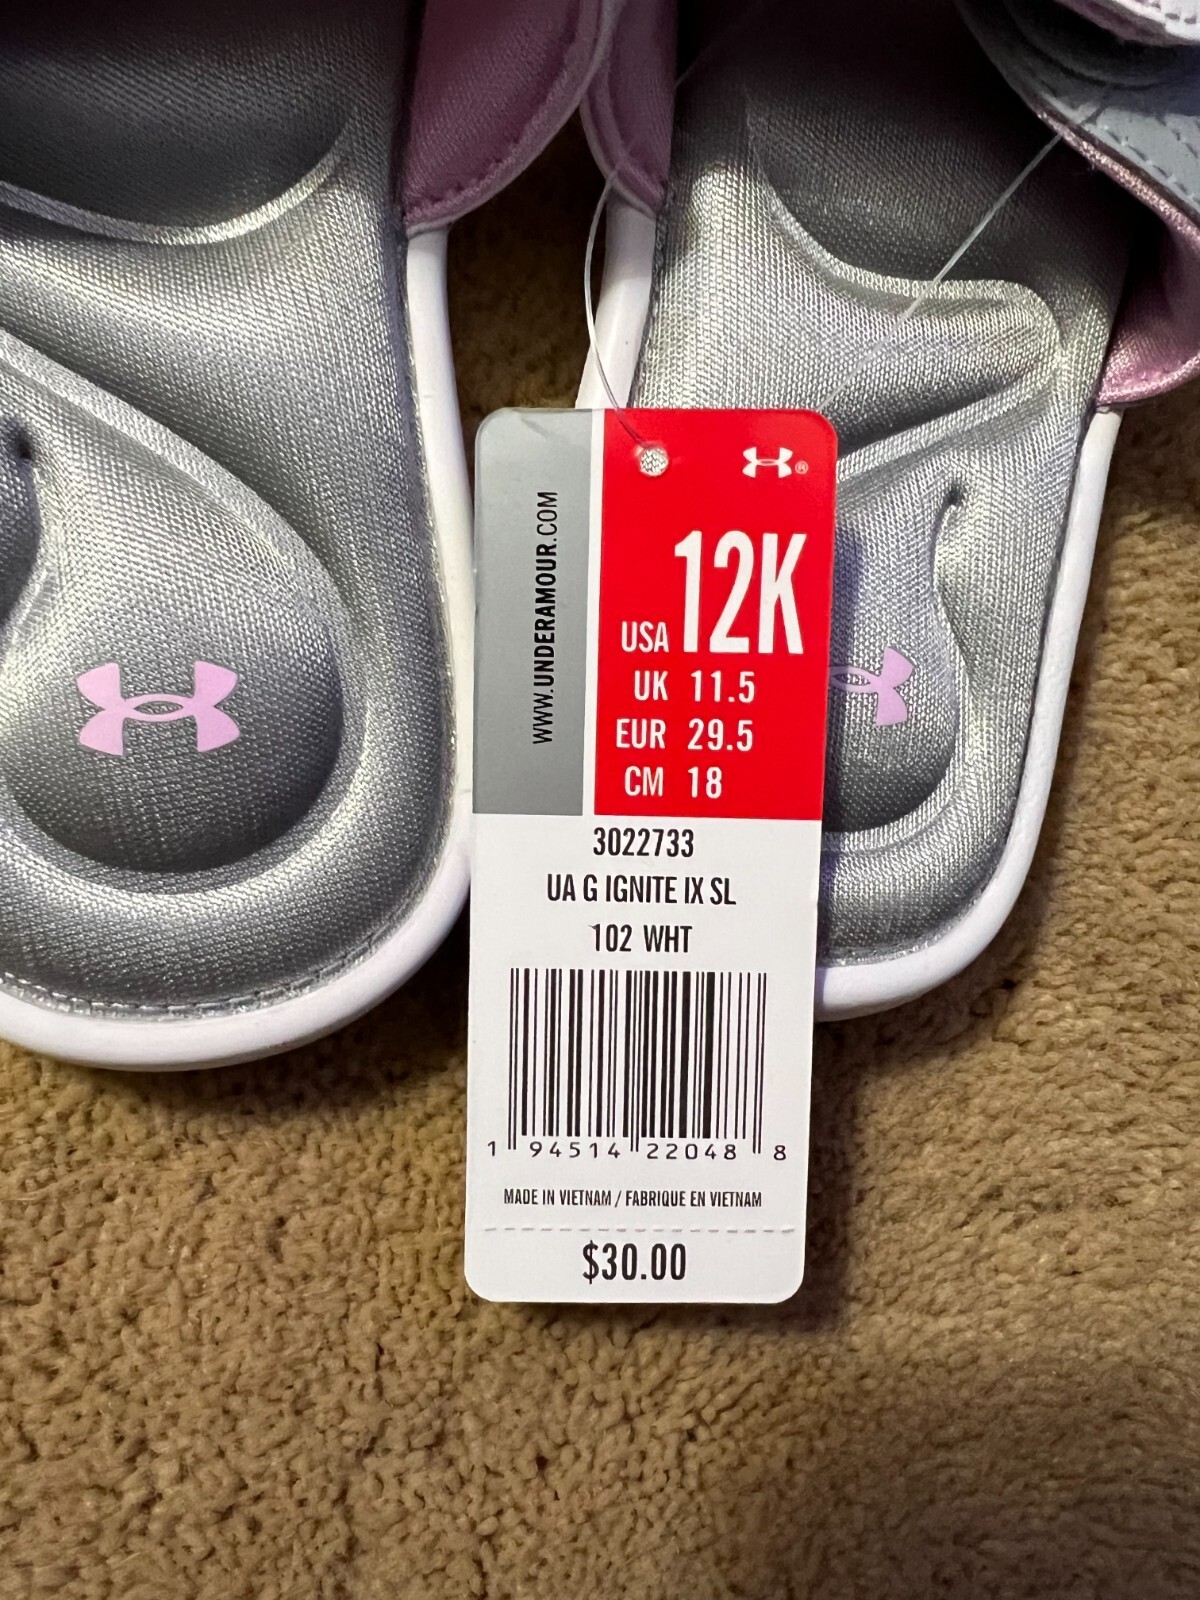 WWW.UNDERAMOUR.COM
USA 12K
UK 11.5
EUR 29.5
CM 18
3022733
UA G IGNITE IX SL
102 WHT
1 94514 22048 8
MADE IN VIETNAM / FABRIQUE EN VIETNAM
$30.00